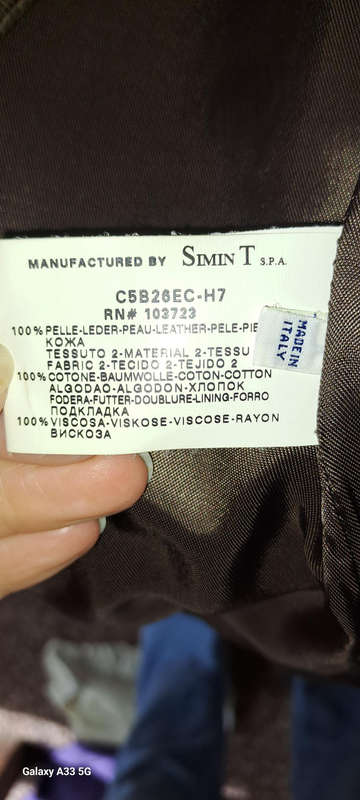 MANUFACTURED BY SIMIN T S.P.A.
C5B26EC-H7
RN# 103723
100% PELLE-LEDER-PEAU-LEATHER-PELE-PIE
КОЖА
TESSUTO 2-MATERIAL 2-TESSU
FABRIC 2-TECIDO 2-TEJIDO 2
100% COTONE-BAUMWOLLE-COTON-COTTON
ALGODAO-ALGODON-ХЛОПОК
FODERA-FUTTER-DOUBLURE-LINING-FORRO
ПОДКЛАДКА
100% VISCOSA-VISKOSE-VISCOSE-RAYON
ВИСКОЗА
MADE IN
ITALY
Galaxy A33 5G